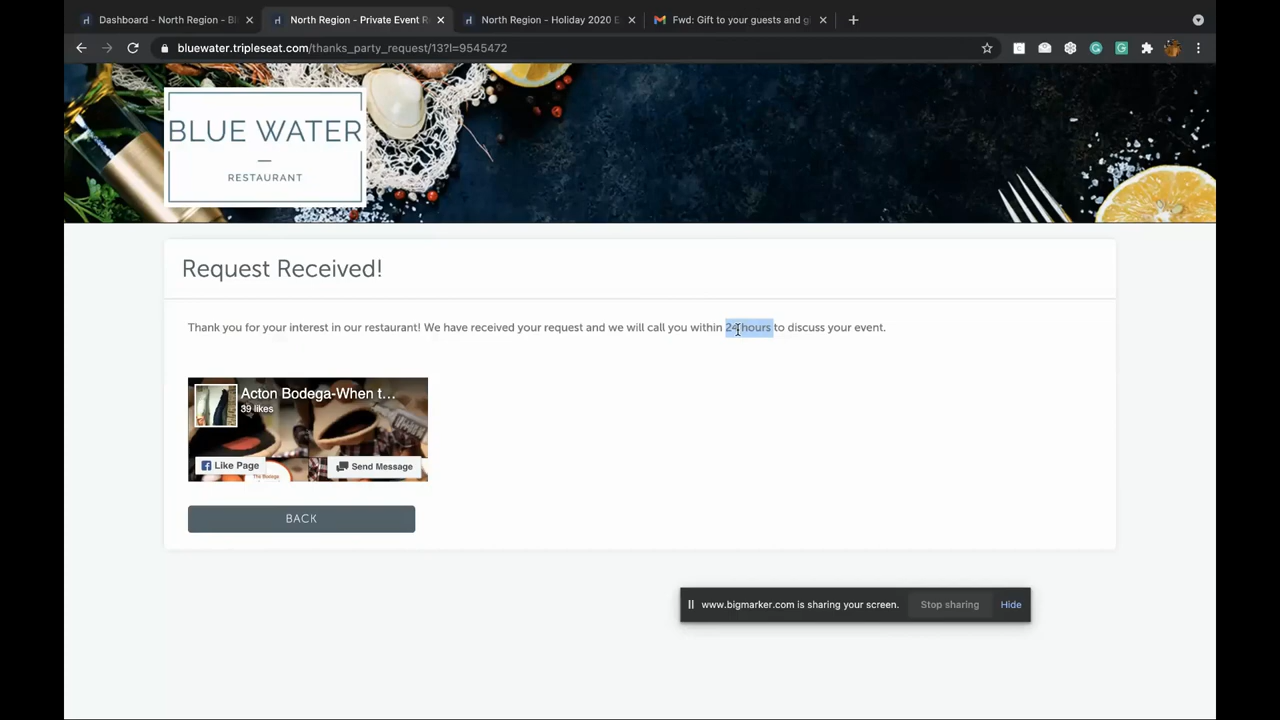 Dashboard - North Region - Bl
North Region - Private Event R
North Region - Holiday 2020 E
Fwd: Gift to your guests and g
bluewater.tripleseat.com/thanks_party_request/13?l=9545472
BLUE WATER
RESTAURANT
Request Received!
Thank you for your interest in our restaurant! We have received your request and we will call you within 24 hours to discuss your event.
Acton Bodega-When t...
39 likes
Like Page
Send Message
The Bodega
BACK
www.bigmarker.com is sharing your screen.
Stop sharing
Hide